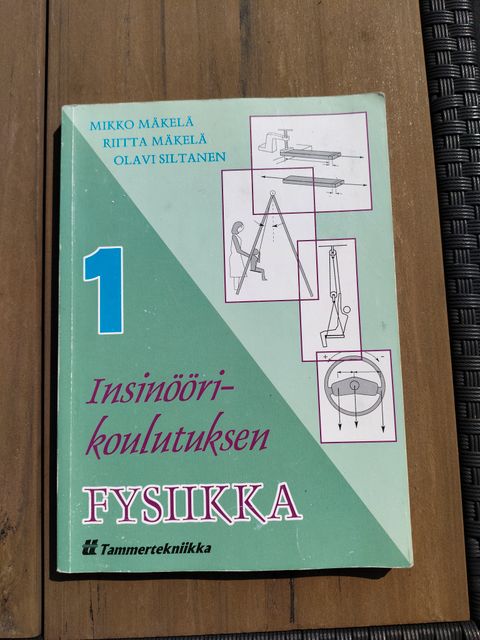 MIKKO MÄKELÄ
RIITTA MÄKELÄ
OLAVI SILTANEN
+ -
1
Insinööri-
koulutuksen
FYSIIKKA
Tammertekniikka